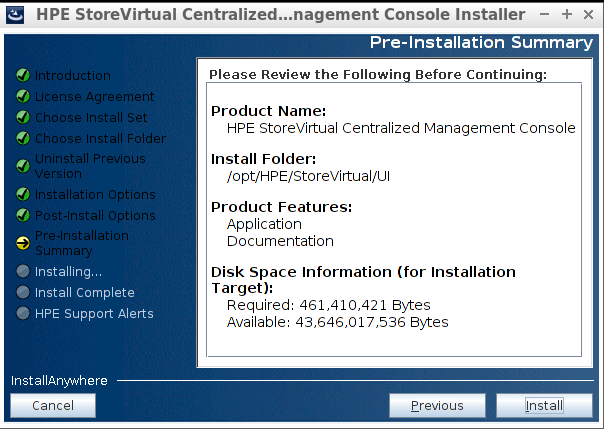 HPE StoreVirtual Centralized...nagement Console Installer
Pre-Installation Summary
Introduction
License Agreement
Choose Install Set
Choose Install Folder
Uninstall Previous
Version
Installation Options
Post-Install Options
Pre-Installation
Summary
Installing...
Install Complete
HPE Support Alerts
Please Review the Following Before Continuing:
Product Name:
HPE StoreVirtual Centralized Management Console
Install Folder:
/opt/HPE/StoreVirtual/UI
Product Features:
Application
Documentation
Disk Space Information (for Installation
Target):
Required: 461,410,421 Bytes
Available: 43,646,017,536 Bytes
InstallAnywhere
Cancel
Previous
Install